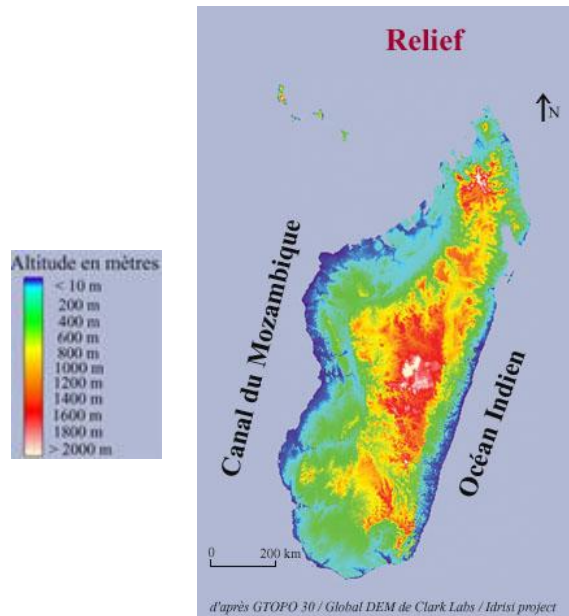 Relief
N
Altitude en mètres
< 10 m
200 m
400 m
600 m
800 m
1000 m
1200 m
1400 m
1600 m
1800 m
> 2000 m
Canal du Mozambique
Océan Indien
0 200 km
d'après GTOPO 30 / Global DEM de Clark Labs / Idrisi project